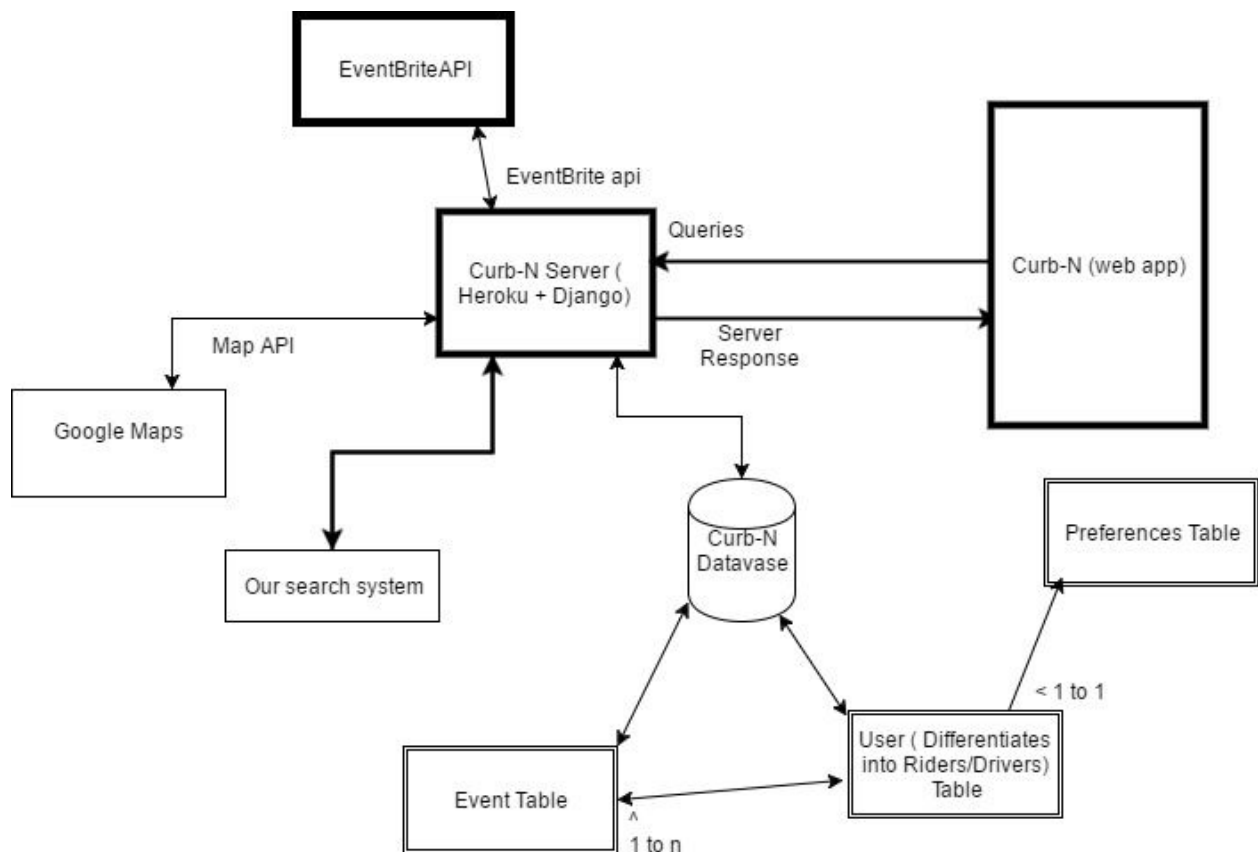 EventBriteAPI
EventBrite api
Queries
Curb-N Server (
Heroku + Django)
Curb-N (web app)
Server
Response
Map API
Google Maps
Our search system
Curb-N
Datavase
Preferences Table
< 1 to 1
User ( Differentiates
into Riders/Drivers)
Table
Event Table
^
1 to n